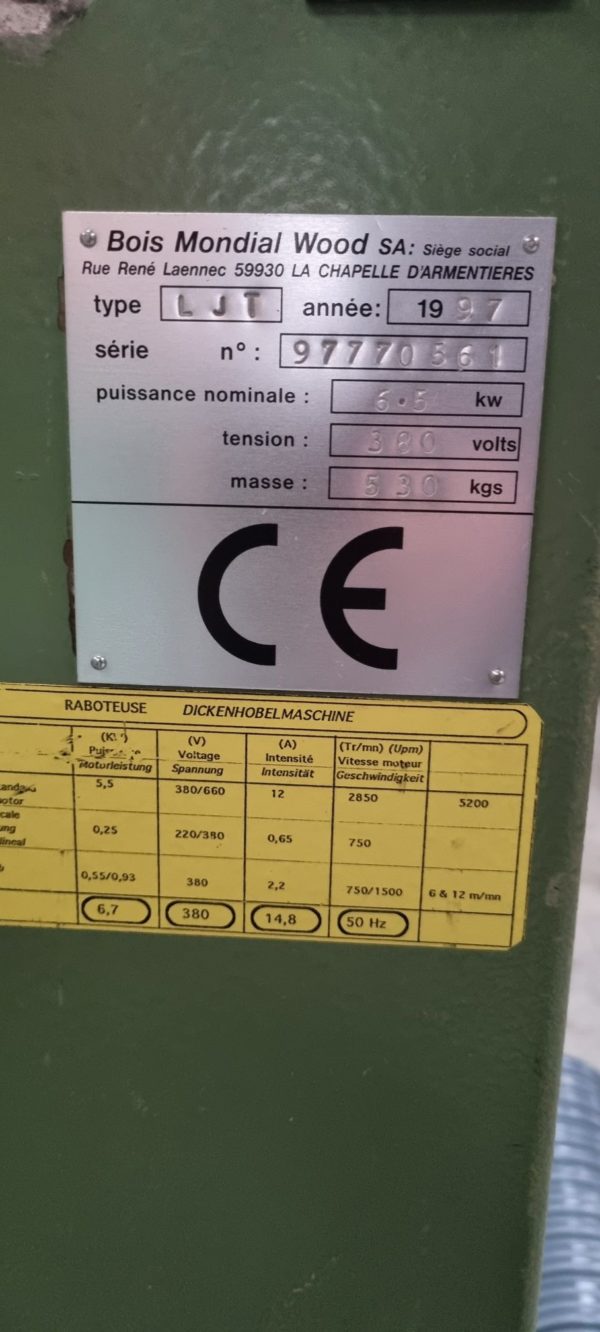 Bois Mondial Wood SA: Siège social
Rue René Laennec 59930 LA CHAPELLE D'ARMENTIERES
type LJT année: 1997
série n°: 97770561
puissance nominale : 6.5 kw
tension : 380 volts
masse : 530 kgs
CE
RABOTEUSE DICKENHOBELMASCHINE
(V) (A) (Tr/mn) (Upm)
Voltage Intensité Vitesse moteur
Motorleistung Spannung Intensität Geschwindigkeit
5,5 380/660 12 2850 5200
0,25 220/380 0,65 750
0,55/0,93 380 2,2 750/1500 6 & 12 m/mn
6,7 380 14,8 50 Hz